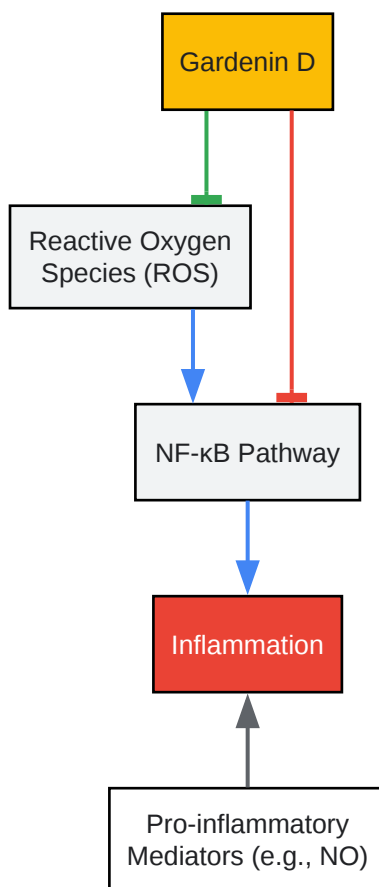 Gardenin D
Reactive Oxygen
Species (ROS)
NF-κB Pathway
Inflammation
Pro-inflammatory
Mediators (e.g., NO)